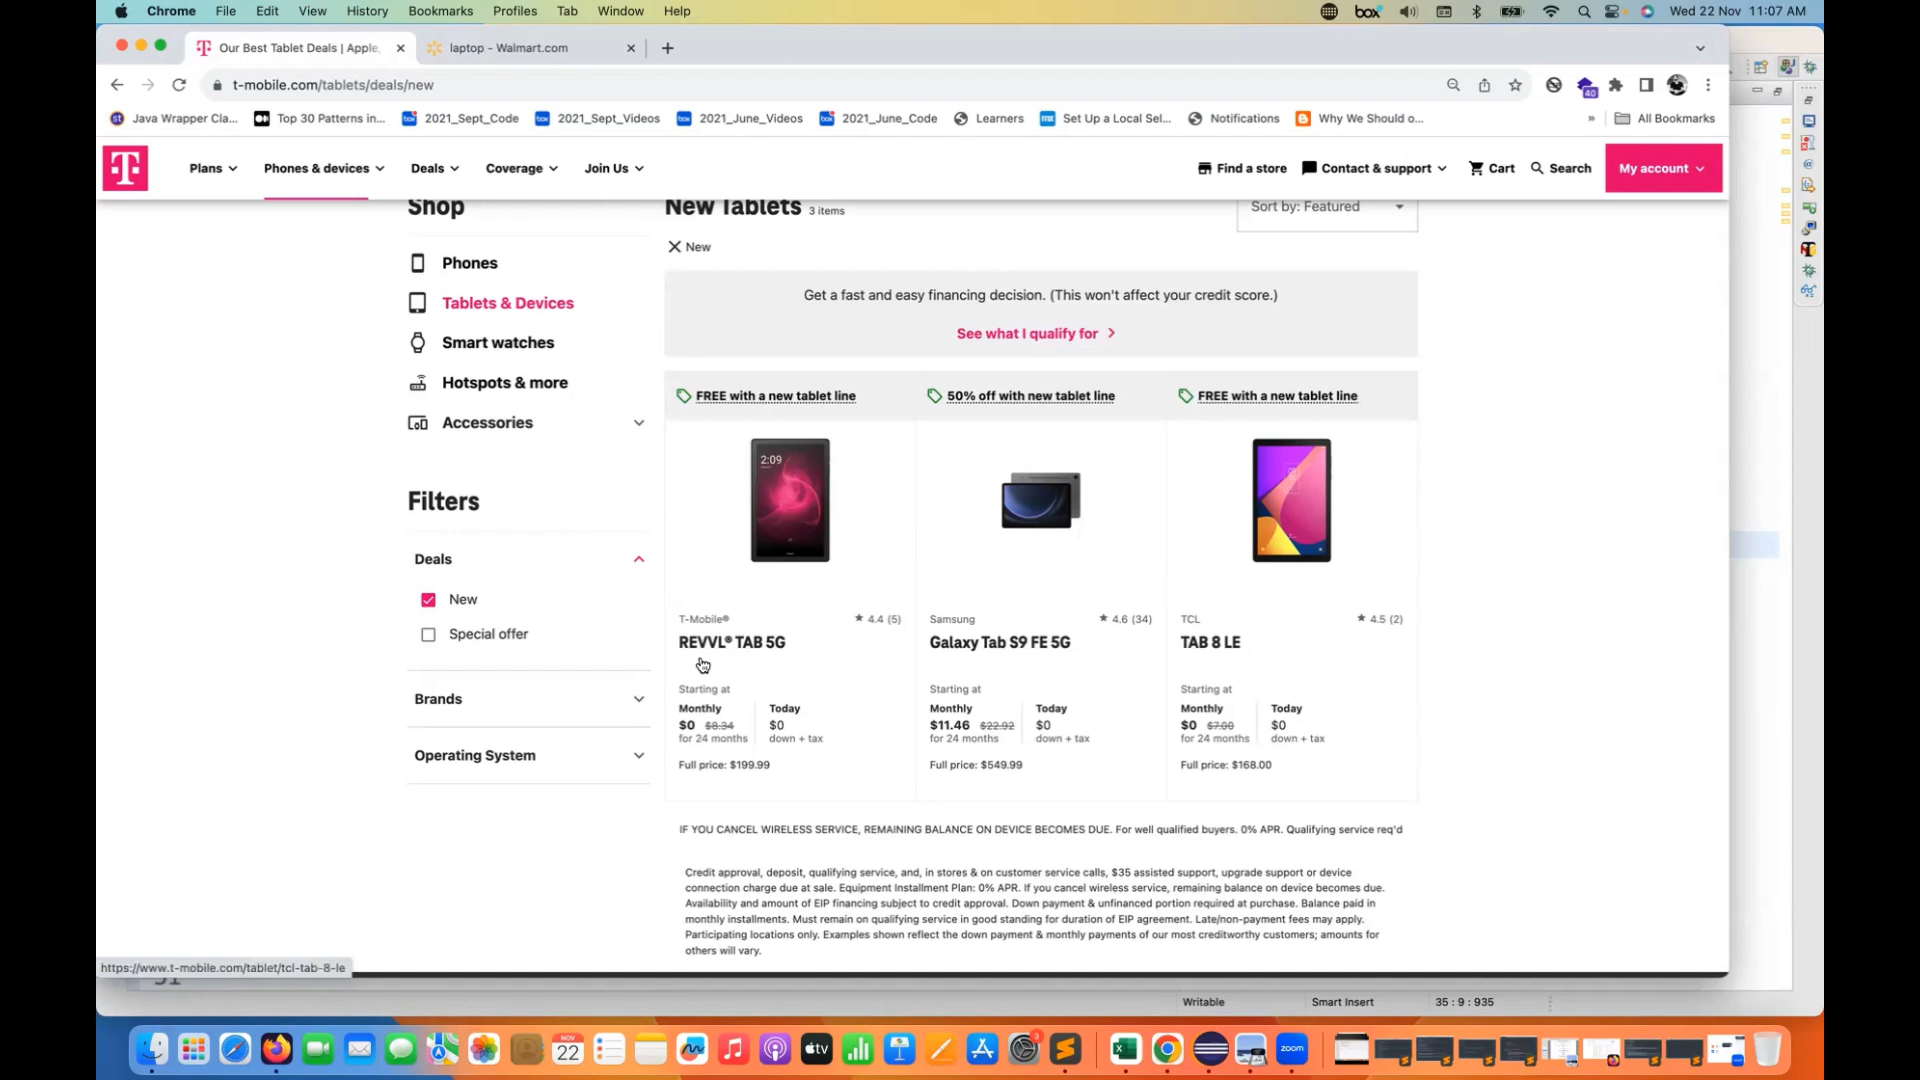 Chrome File Edit View History Bookmarks Profiles Tab Window Help box Wed 22 Nov 11:07 AM
Our Best Tablet Deals | Apple, laptop - Walmart.com
t-mobile.com/tablets/deals/new
40
Java Wrapper Cla... Top 30 Patterns in... 2021_Sept_Code 2021_Sept_Videos 2021_June_Videos 2021_June_Code Learners Set Up a Local Sel... Notifications Why We Should o... » All Bookmarks
T Plans Phones & devices Deals Coverage Join Us Find a store Contact & support Cart Search My account
Shop
New Tablets 3 items
Sort by: Featured
New
Phones
Tablets & Devices
Smart watches
Hotspots & more
Accessories
Get a fast and easy financing decision. (This won't affect your credit score.)
See what I qualify for
Filters
Deals
New
Special offer
Brands
Operating System
FREE with a new tablet line
2:09
T-Mobile® 4.4 (5)
REVVL® TAB 5G
Starting at
Monthly Today
$0 $8.34 $0
for 24 months down + tax
Full price: $199.99
50% off with new tablet line
Samsung 4.6 (34)
Galaxy Tab S9 FE 5G
Starting at
Monthly Today
$11.46 $22.92 $0
for 24 months down + tax
Full price: $549.99
FREE with a new tablet line
TCL 4.5 (2)
TAB 8 LE
Starting at
Monthly Today
$0 $7.00 $0
for 24 months down + tax
Full price: $168.00
IF YOU CANCEL WIRELESS SERVICE, REMAINING BALANCE ON DEVICE BECOMES DUE. For well qualified buyers. 0% APR. Qualifying service req'd
Credit approval, deposit, qualifying service, and, in stores & on customer service calls, $35 assisted support, upgrade support or device
connection charge due at sale. Equipment Installment Plan: 0% APR. If you cancel wireless service, remaining balance on device becomes due.
Availability and amount of EIP financing subject to credit approval. Down payment & unfinanced portion required at purchase. Balance paid in
monthly installments. Must remain on qualifying service in good standing for duration of EIP agreement. Late/non-payment fees may apply.
Participating locations only. Examples shown reflect the down payment & monthly payments of our most creditworthy customers; amounts for
others will vary.
https://www.t-mobile.com/tablet/tcl-tab-8-le
Writable Smart Insert 35 : 9 : 935
NOV
22
tv
zoom